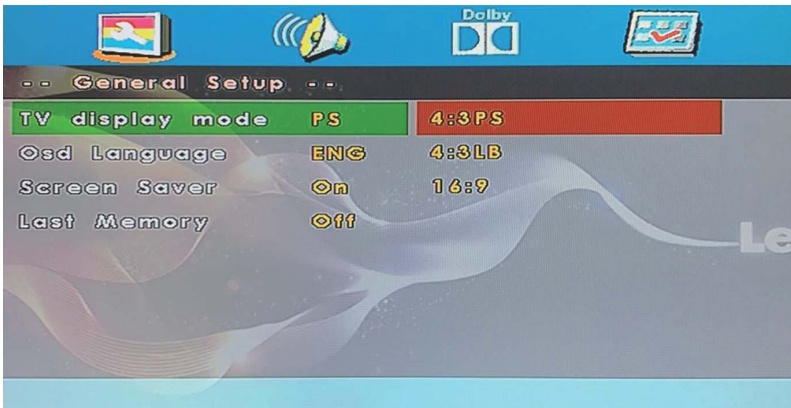 Dolby
-- General Setup --
TV display mode PS 4:3PS
Osd Language ENG 4:3LB
Screen Saver On 16:9
Last Memory Off
Le